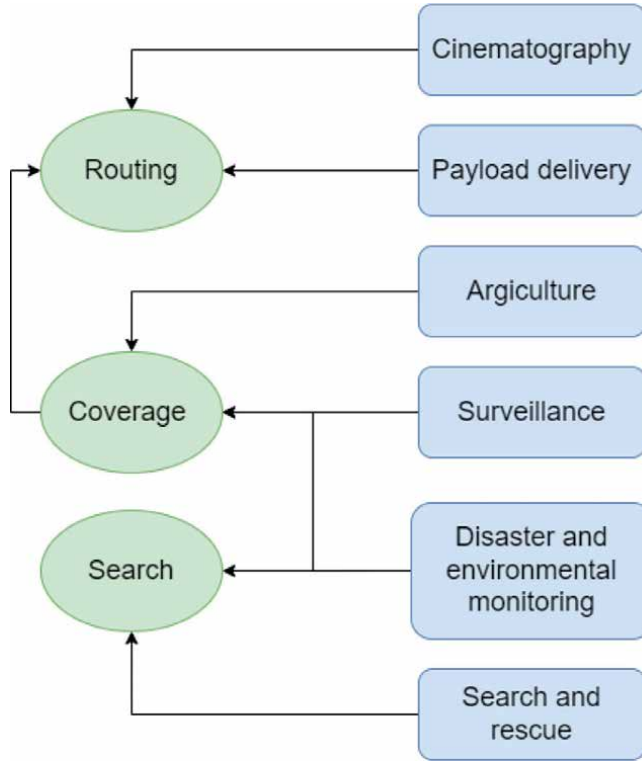 Cinematography
Routing
Payload delivery
Argiculture
Coverage
Surveillance
Search
Disaster and
environmental
monitoring
Search and
rescue